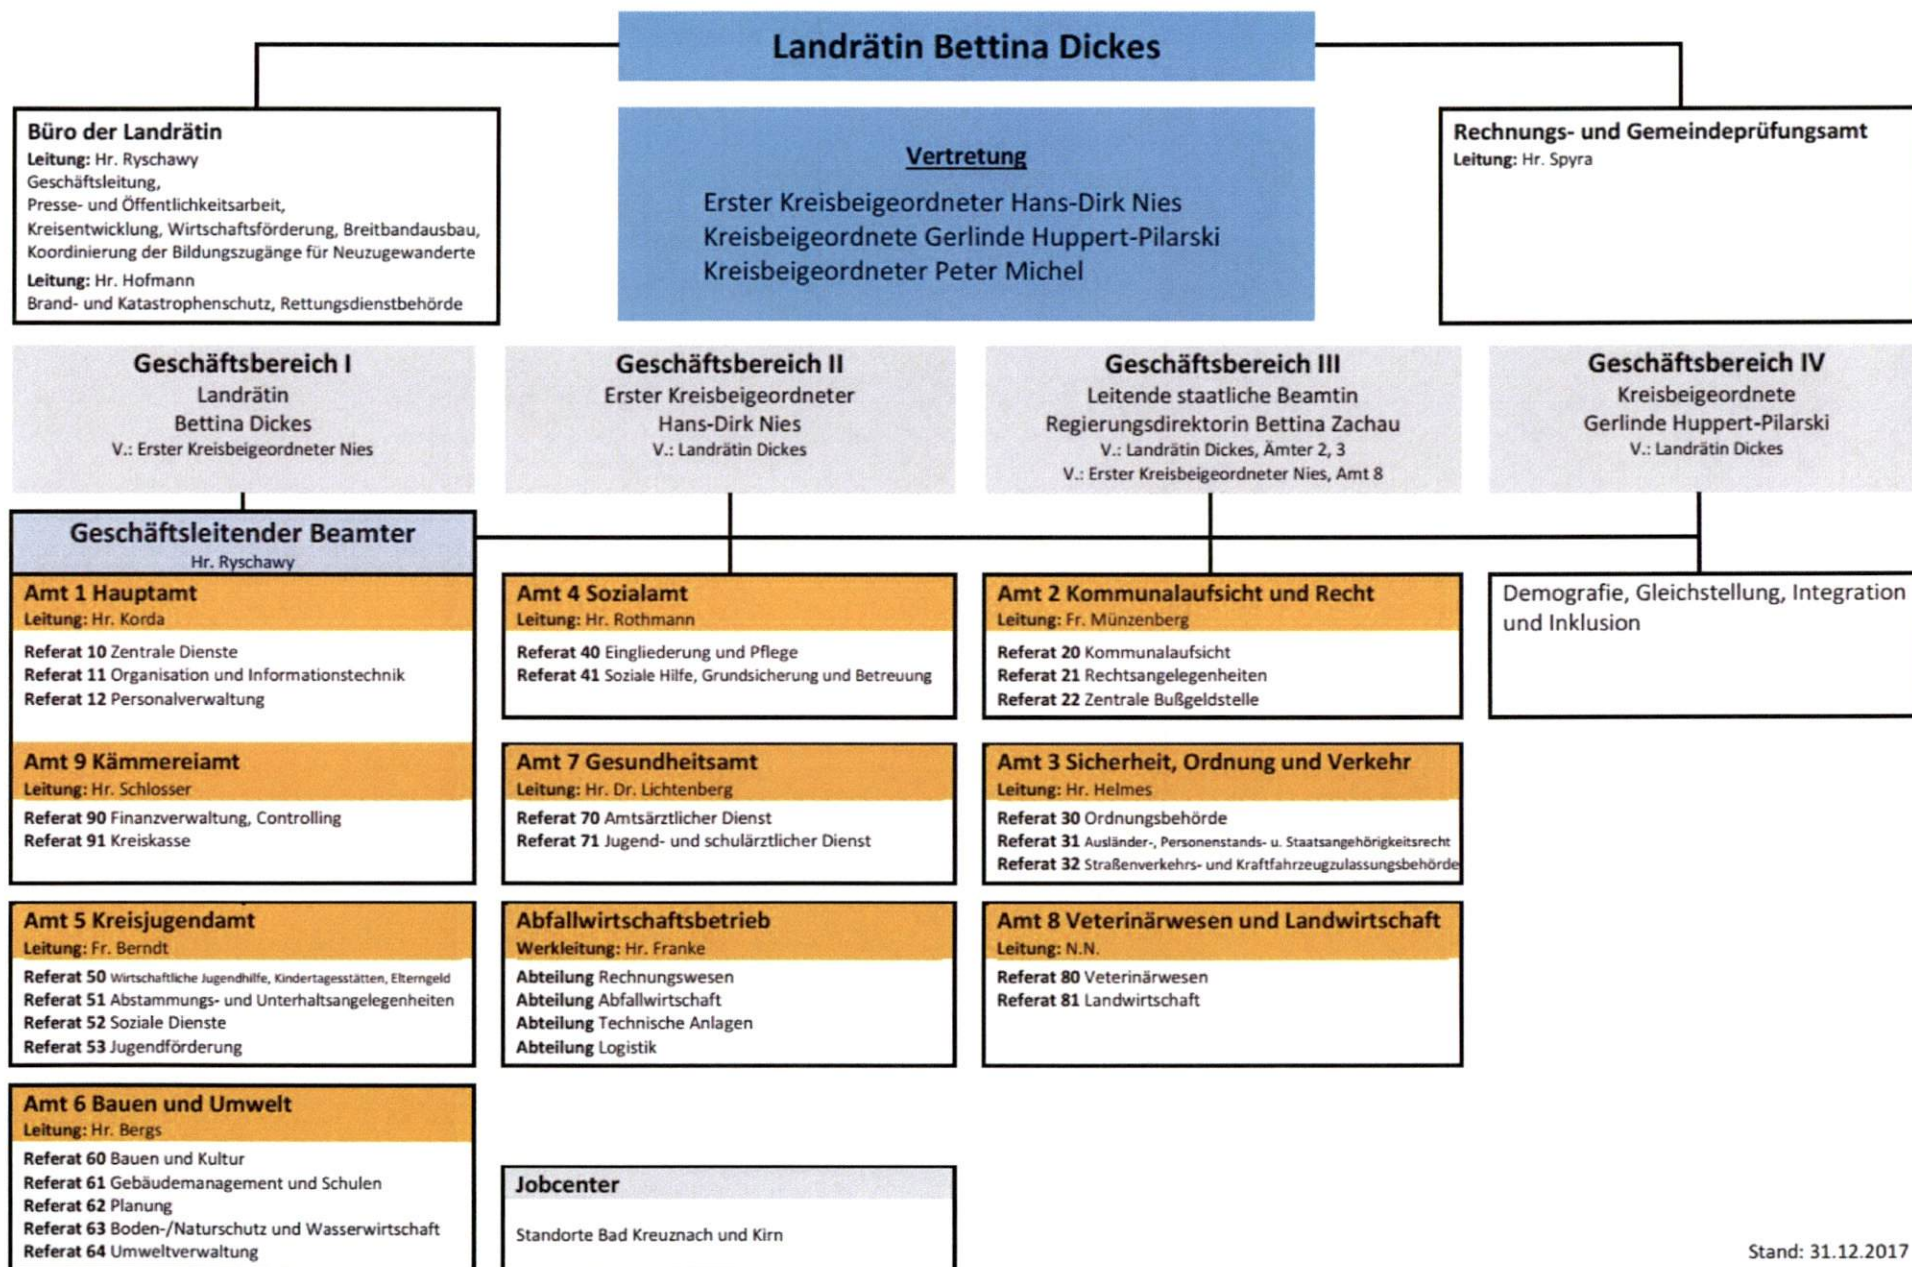 Landrätin Bettina Dickes
Büro der Landrätin
Leitung: Hr. Ryschawy
Geschäftsleitung,
Presse- und Öffentlichkeitsarbeit,
Kreisentwicklung, Wirtschaftsförderung, Breitbandausbau,
Koordinierung der Bildungszugänge für Neuzugewanderte
Leitung: Hr. Hofmann
Brand- und Katastrophenschutz, Rettungsdienstbehörde
Vertretung
Erster Kreisbeigeordneter Hans-Dirk Nies
Kreisbeigeordnete Gerlinde Huppert-Pilarski
Kreisbeigeordneter Peter Michel
Rechnungs- und Gemeindeprüfungsamt
Leitung: Hr. Spyra
Geschäftsbereich I
Landrätin
Bettina Dickes
V.: Erster Kreisbeigeordneter Nies
Geschäftsbereich II
Erster Kreisbeigeordneter
Hans-Dirk Nies
V.: Landrätin Dickes
Geschäftsbereich III
Leitende staatliche Beamtin
Regierungsdirektorin Bettina Zachau
V.: Landrätin Dickes, Ämter 2, 3
V.: Erster Kreisbeigeordneter Nies, Amt 8
Geschäftsbereich IV
Kreisbeigeordnete
Gerlinde Huppert-Pilarski
V.: Landrätin Dickes
Geschäftsleitender Beamter
Hr. Ryschawy
Amt 1 Hauptamt
Leitung: Hr. Korda
Referat 10 Zentrale Dienste
Referat 11 Organisation und Informationstechnik
Referat 12 Personalverwaltung
Amt 9 Kämmereiamt
Leitung: Hr. Schlosser
Referat 90 Finanzverwaltung, Controlling
Referat 91 Kreiskasse
Amt 5 Kreisjugendamt
Leitung: Fr. Berndt
Referat 50 Wirtschaftliche Jugendhilfe, Kindertagesstätten, Elterngeld
Referat 51 Abstammungs- und Unterhaltsangelegenheiten
Referat 52 Soziale Dienste
Referat 53 Jugendförderung
Amt 6 Bauen und Umwelt
Leitung: Hr. Bergs
Referat 60 Bauen und Kultur
Referat 61 Gebäudemanagement und Schulen
Referat 62 Planung
Referat 63 Boden-/Naturschutz und Wasserwirtschaft
Referat 64 Umweltverwaltung
Amt 4 Sozialamt
Leitung: Hr. Rothmann
Referat 40 Eingliederung und Pflege
Referat 41 Soziale Hilfe, Grundsicherung und Betreuung
Amt 7 Gesundheitsamt
Leitung: Hr. Dr. Lichtenberg
Referat 70 Amtsärztlicher Dienst
Referat 71 Jugend- und schulärztlicher Dienst
Abfallwirtschaftsbetrieb
Werkleitung: Hr. Franke
Abteilung Rechnungswesen
Abteilung Abfallwirtschaft
Abteilung Technische Anlagen
Abteilung Logistik
Jobcenter
Standorte Bad Kreuznach und Kirn
Amt 2 Kommunalaufsicht und Recht
Leitung: Fr. Münzenberg
Referat 20 Kommunalaufsicht
Referat 21 Rechtsangelegenheiten
Referat 22 Zentrale Bußgeldstelle
Amt 3 Sicherheit, Ordnung und Verkehr
Leitung: Hr. Helmes
Referat 30 Ordnungsbehörde
Referat 31 Ausländer-, Personenstands- u. Staatsangehörigkeitsrecht
Referat 32 Straßenverkehrs- und Kraftfahrzeugzulassungsbehörde
Amt 8 Veterinärwesen und Landwirtschaft
Leitung: N.N.
Referat 80 Veterinärwesen
Referat 81 Landwirtschaft
Demografie, Gleichstellung, Integration
und Inklusion
Stand: 31.12.2017